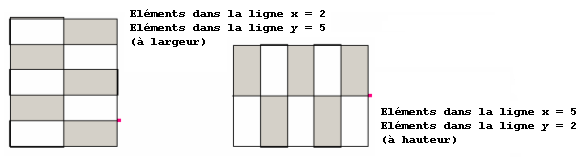 Eléments dans la ligne x = 2
Eléments dans la ligne y = 5
(à largeur)
Eléments dans la ligne x = 5
Eléments dans la ligne y = 2
(à hauteur)